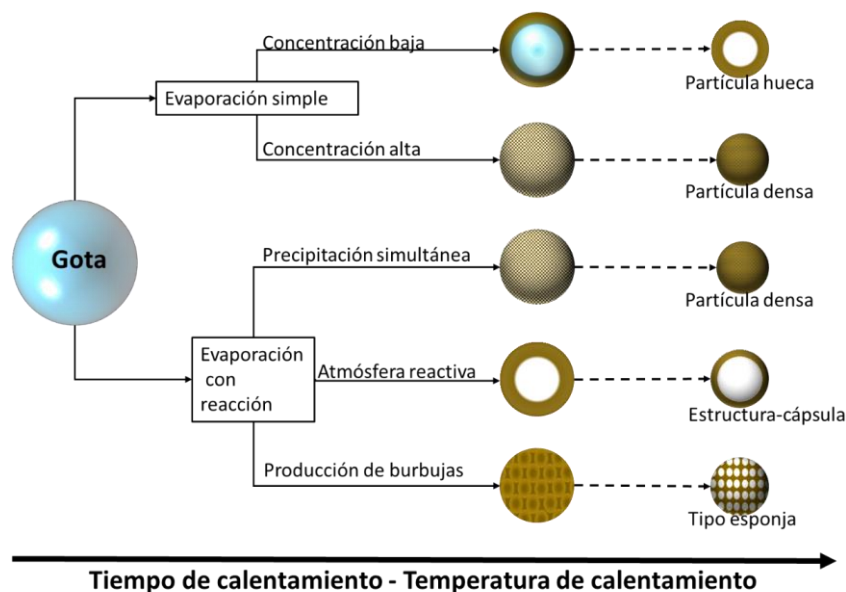 Concentración baja
Partícula hueca
Evaporación simple
Concentración alta
Partícula densa
Gota
Precipitación simultánea
Partícula densa
Evaporación
con
reacción
Atmósfera reactiva
Estructura-cápsula
Producción de burbujas
Tipo esponja
Tiempo de calentamiento - Temperatura de calentamiento